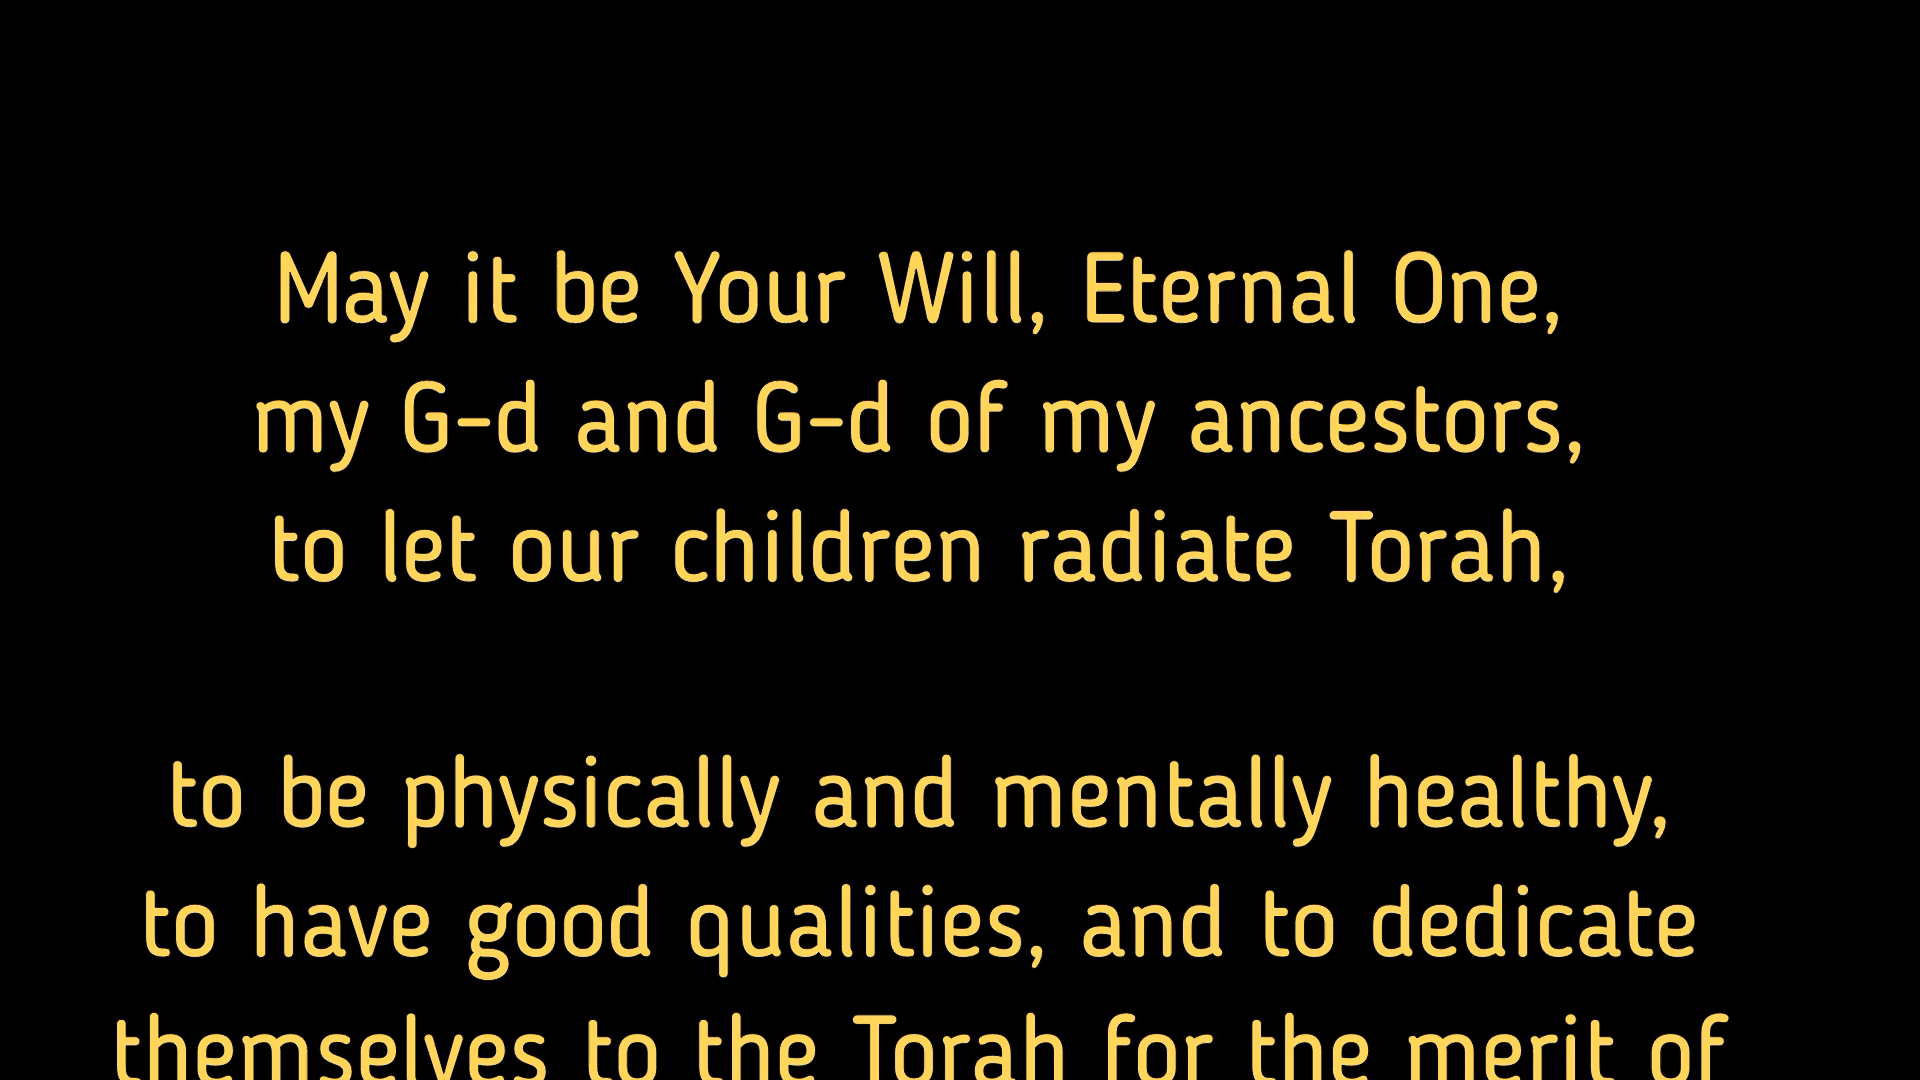 May it be Your Will, Eternal One,
my G-d and G-d of my ancestors,
to let our children radiate Torah,
to be physically and mentally healthy,
to have good qualities, and to dedicate
themselves to the Torah for the merit of